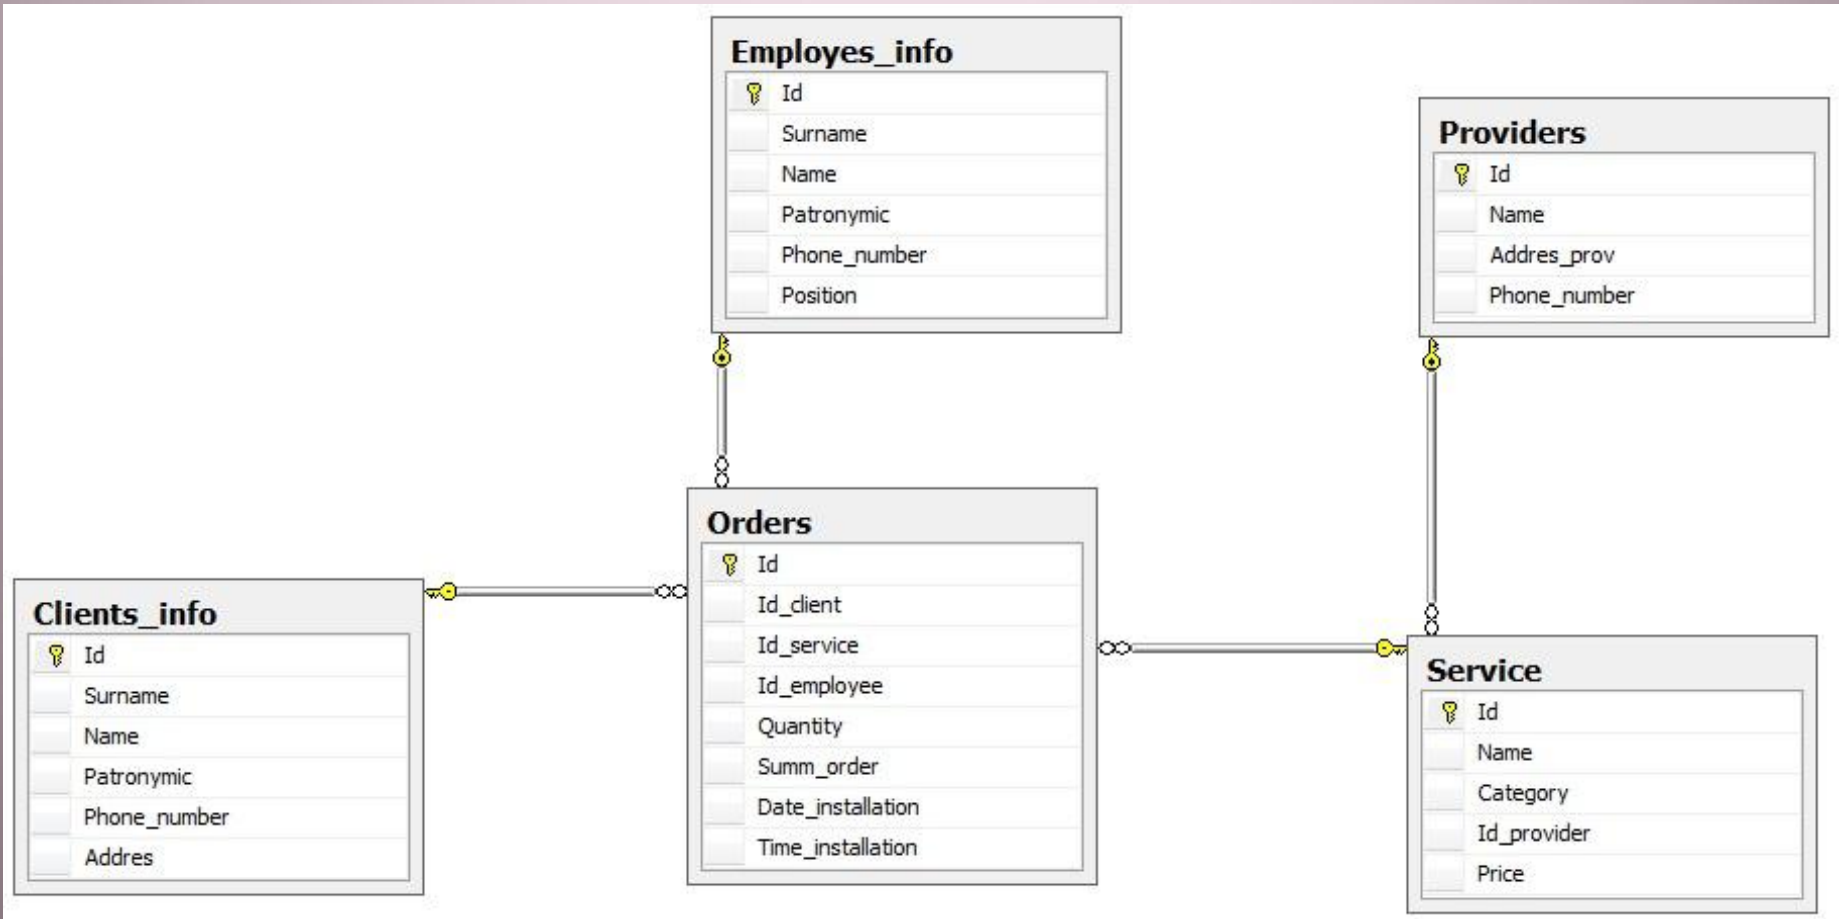 Employes_info
Id
Surname
Name
Patronymic
Phone_number
Position
Providers
Id
Name
Addres_prov
Phone_number
Orders
Id
Id_client
Id_service
Id_employee
Quantity
Summ_order
Date_installation
Time_installation
Clients_info
Id
Surname
Name
Patronymic
Phone_number
Addres
Service
Id
Name
Category
Id_provider
Price